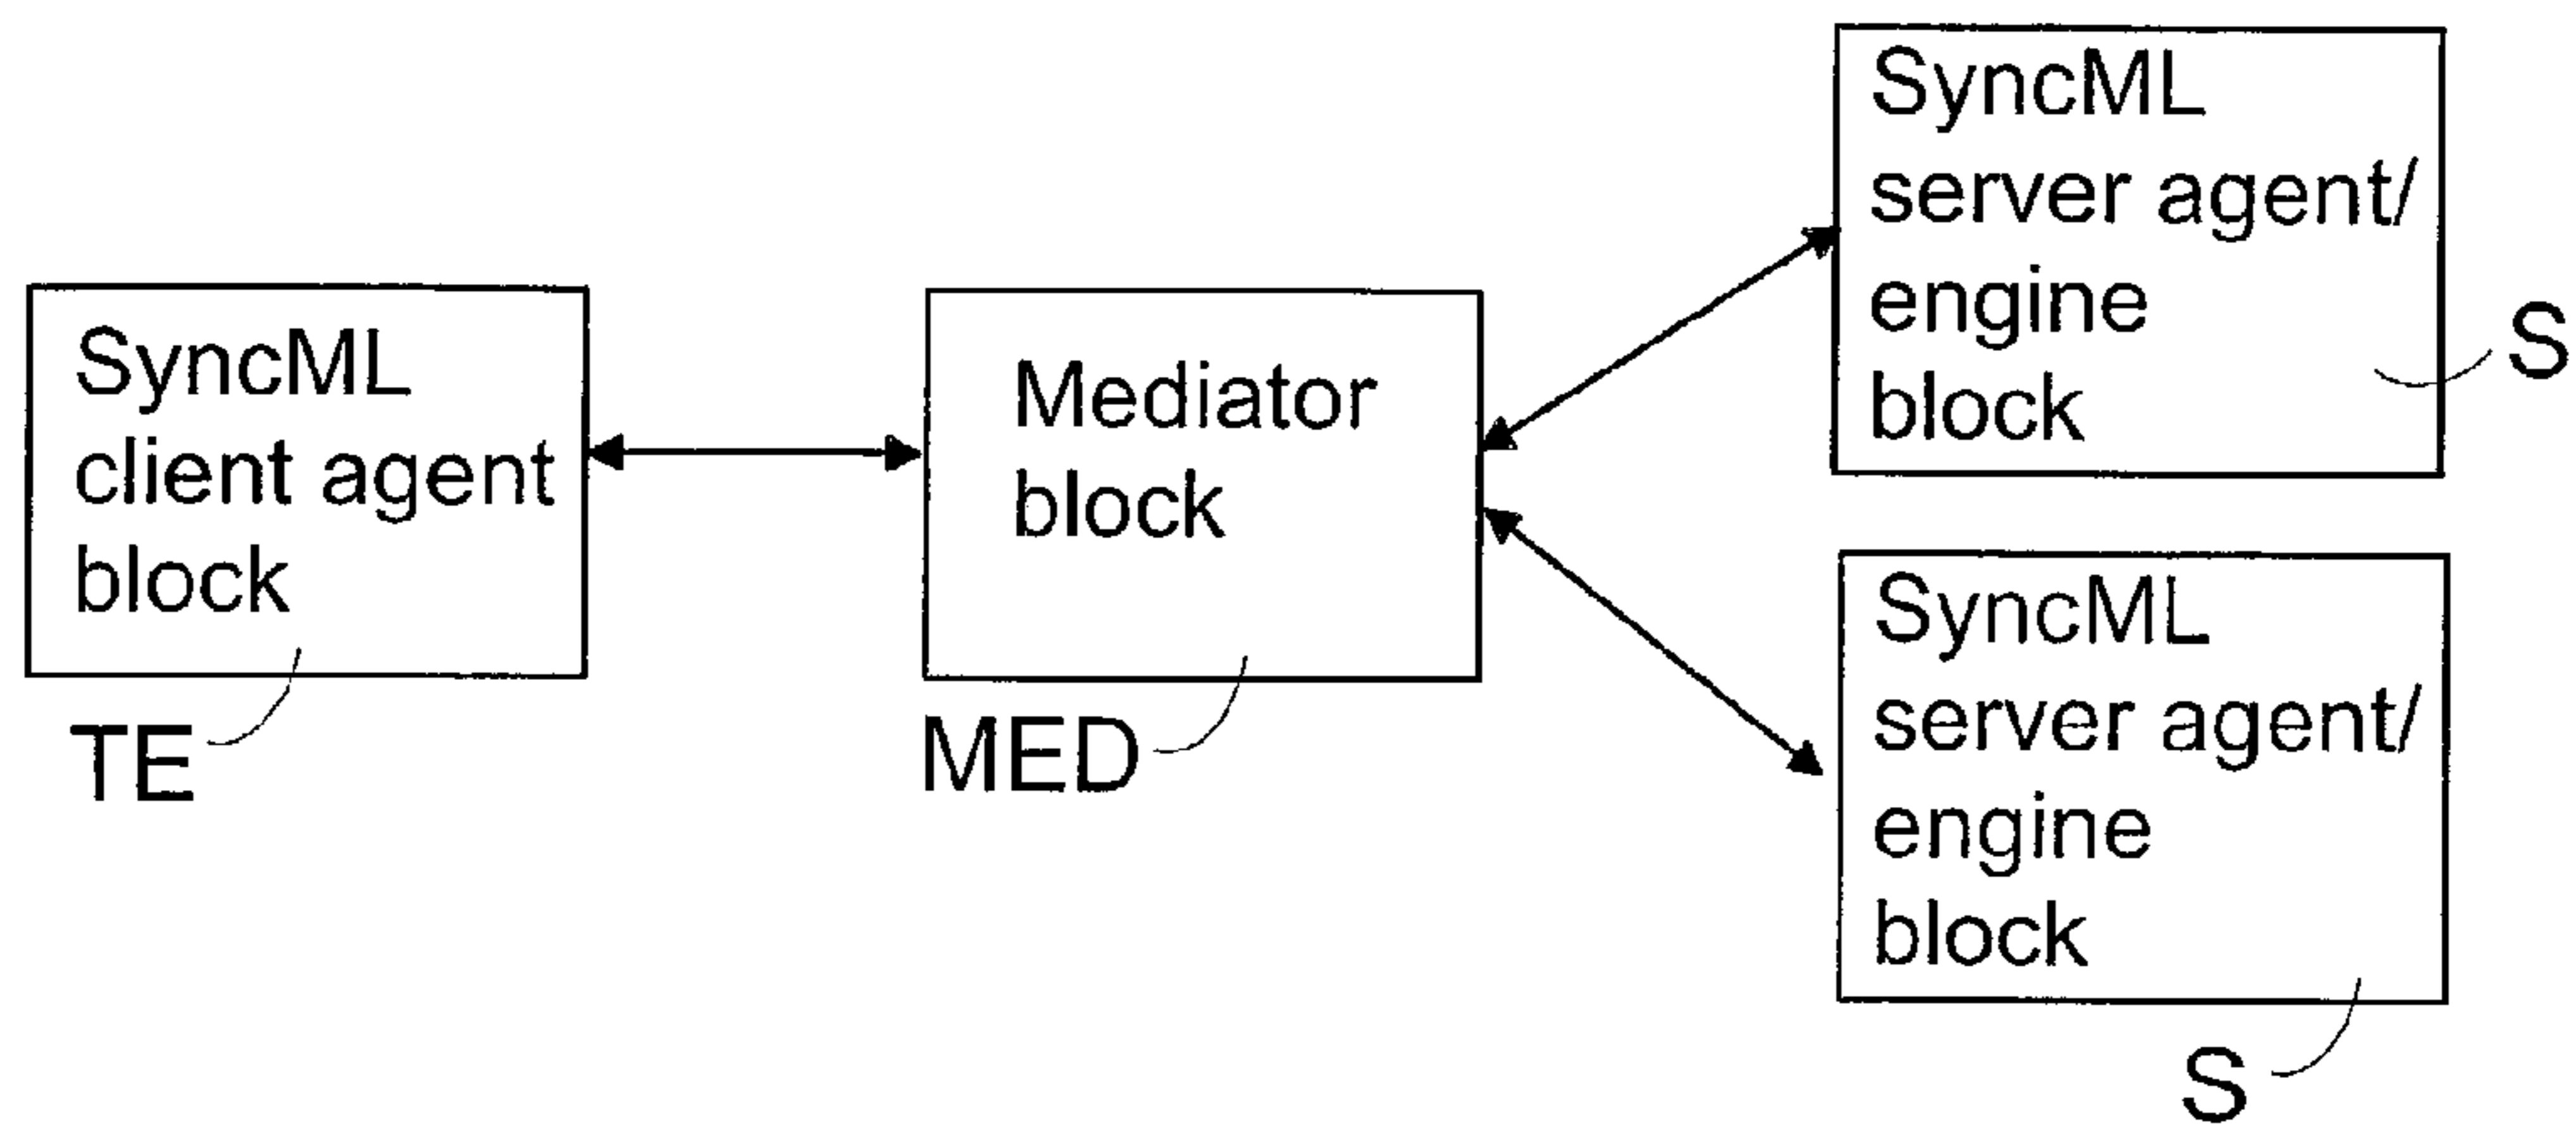 SyncML
client agent
block
TE
Mediator
block
MED
SyncML
server agent/
engine
block
S
SyncML
server agent/
engine
block
S